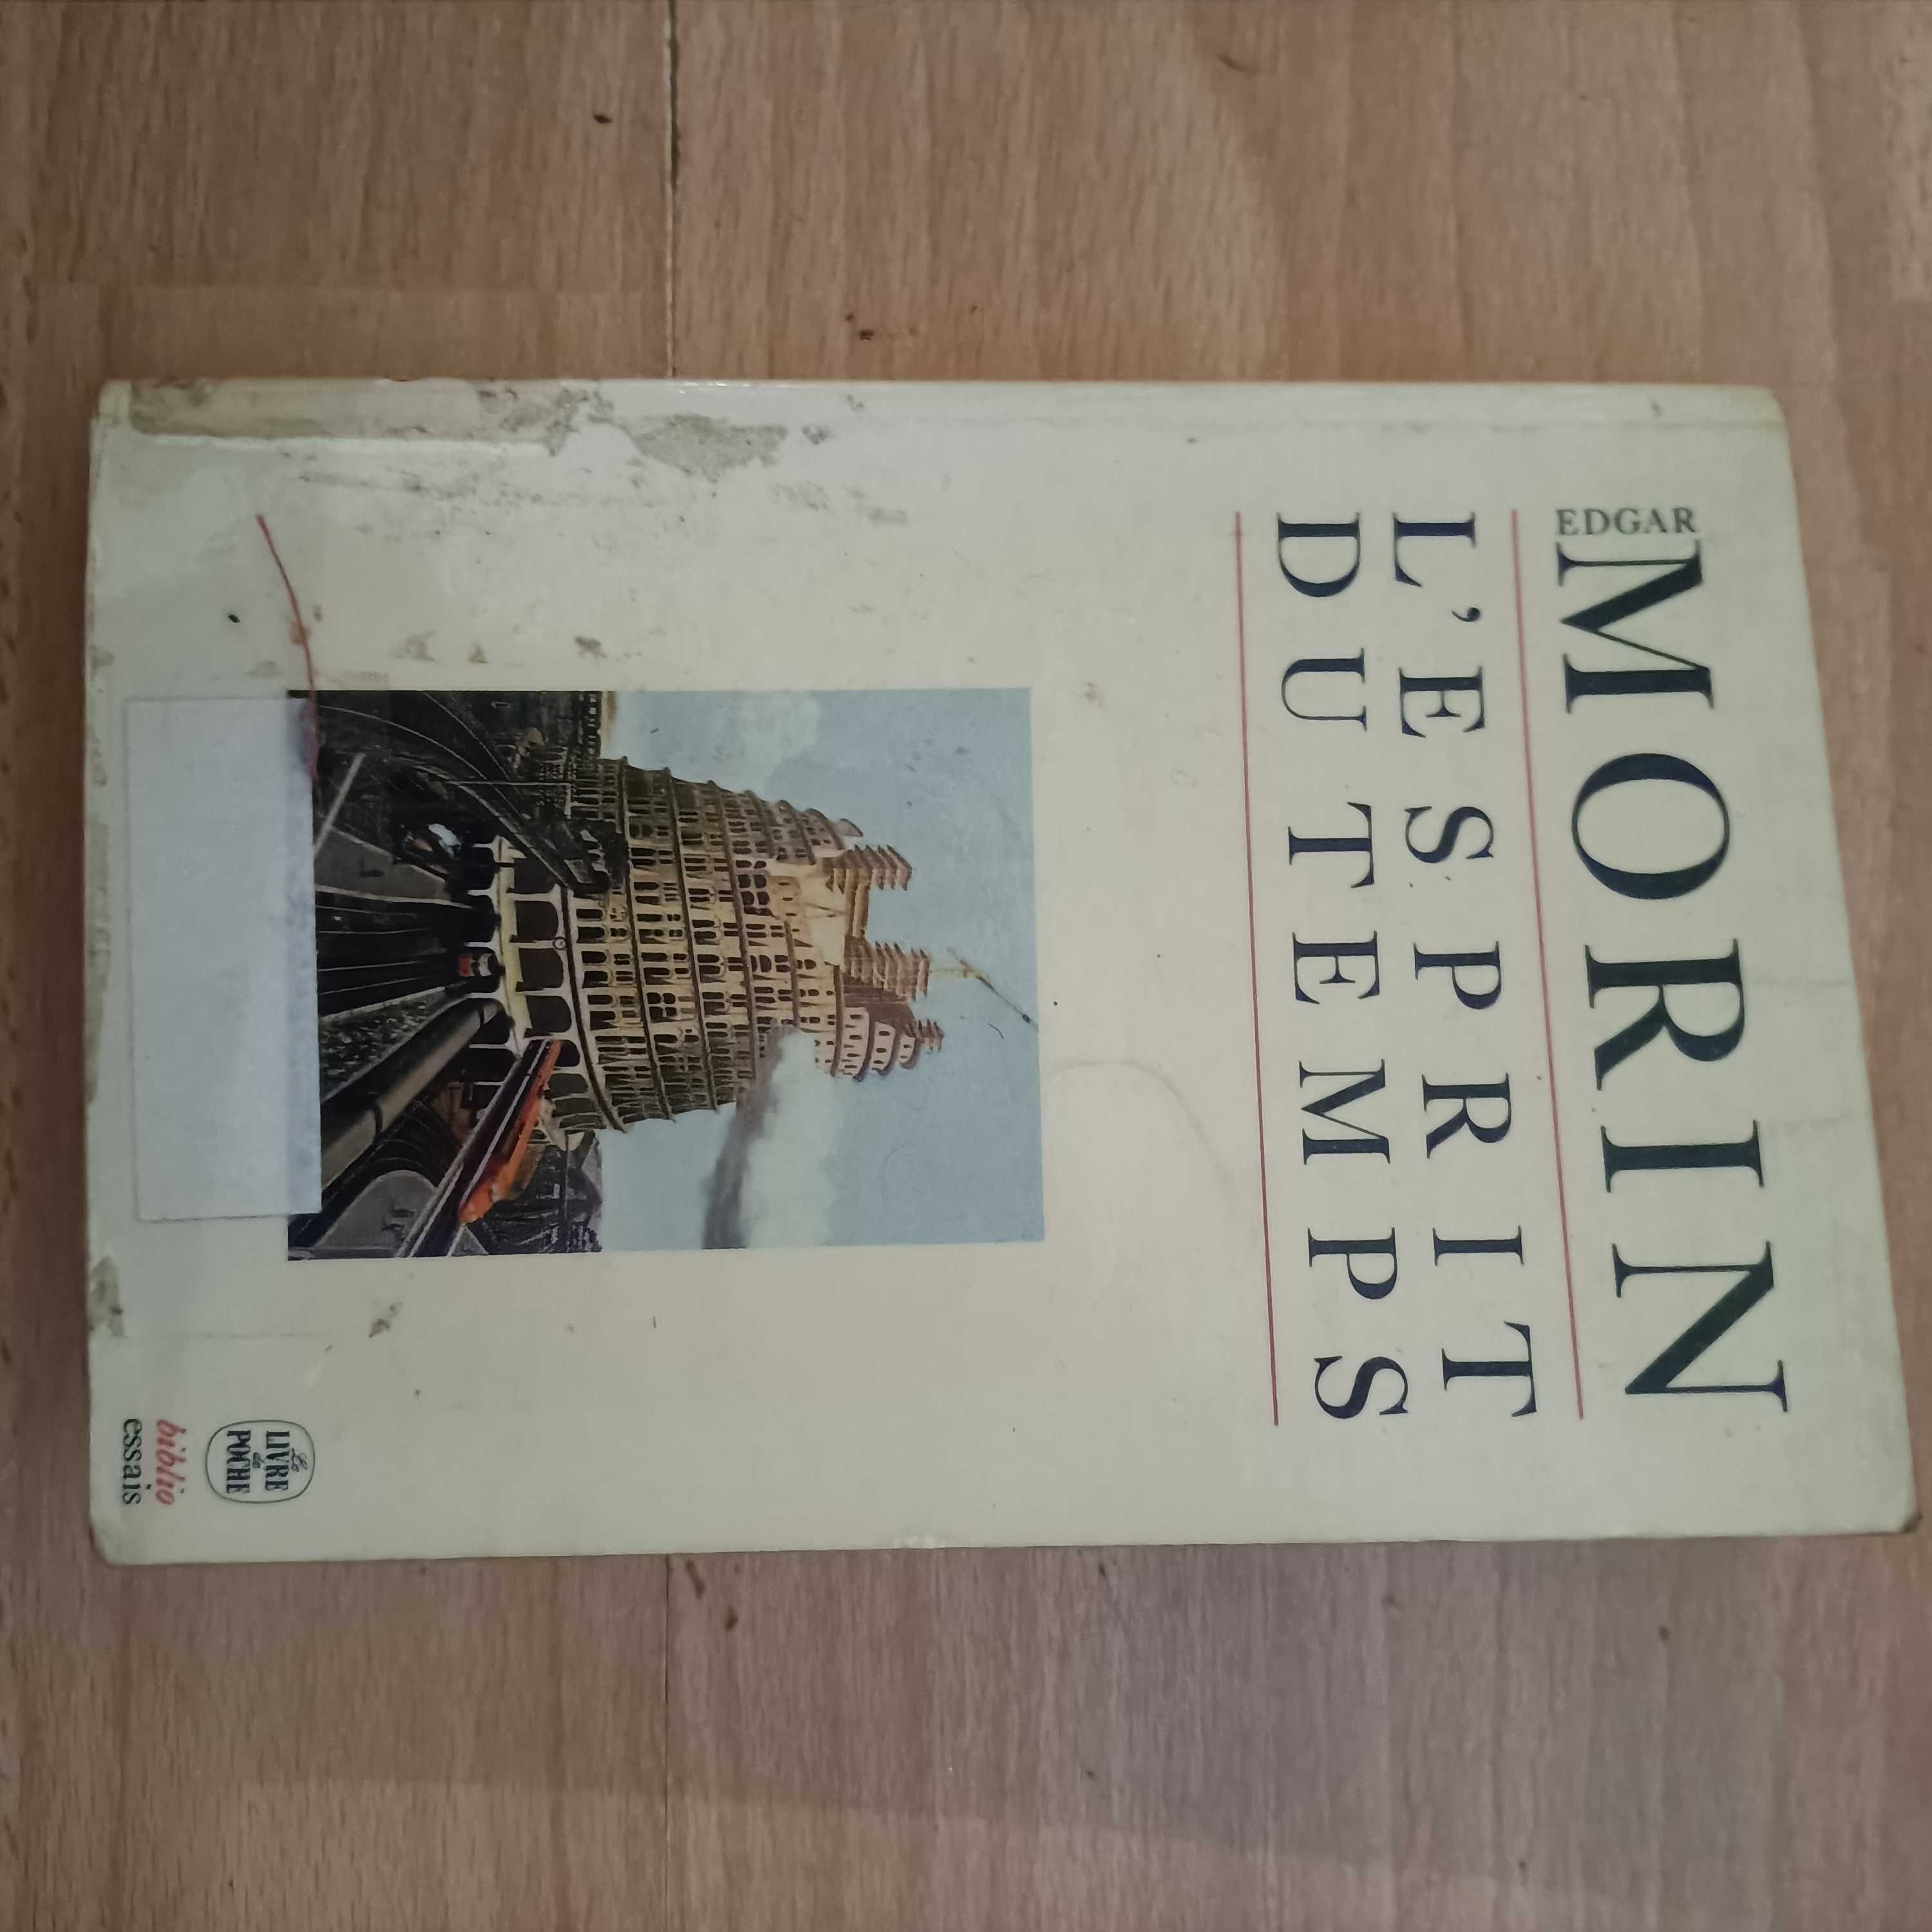 EDGAR
MORIN
L'ESPRIT
DU TEMPS
Le
LIVRE
de
POCHE
biblio
essais